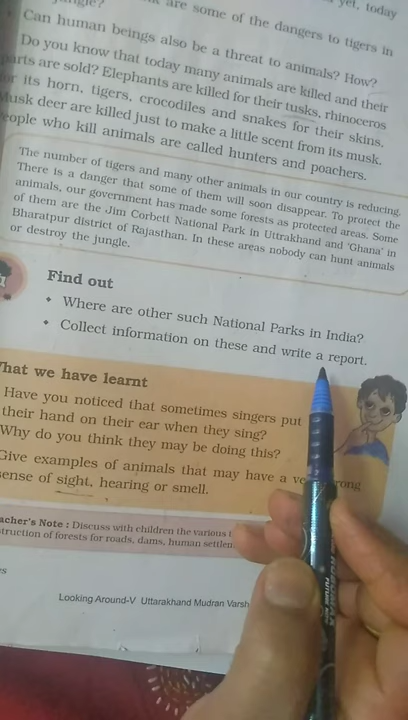 yet, today
are some of the dangers to tigers in
jungle?
Can human beings also be a threat to animals? How?
Do you know that today many animals are killed and their
parts are sold? Elephants are killed for their tusks, rhinoceros
for its horn, tigers, crocodiles and snakes for their skins.
Musk deer are killed just to make a little scent from its musk.
People who kill animals are called hunters and poachers.
The number of tigers and many other animals in our country is reducing.
There is a danger that some of them will soon disappear. To protect the
animals, our government has made some forests as protected areas. Some
of them are the Jim Corbett National Park in Uttrakhand and 'Ghana' in
Bharatpur district of Rajasthan. In these areas nobody can hunt animals
or destroy the jungle.
Find out
• Where are other such National Parks in India?
• Collect information on these and write a report.
What we have learnt
Have you noticed that sometimes singers put
their hand on their ear when they sing?
Why do you think they may be doing this?
Give examples of animals that may have a strong
sense of sight, hearing or smell.
Teacher's Note : Discuss with children the various
destruction of forests for roads, dams, human
Looking Around-V Uttarakhand Mudran